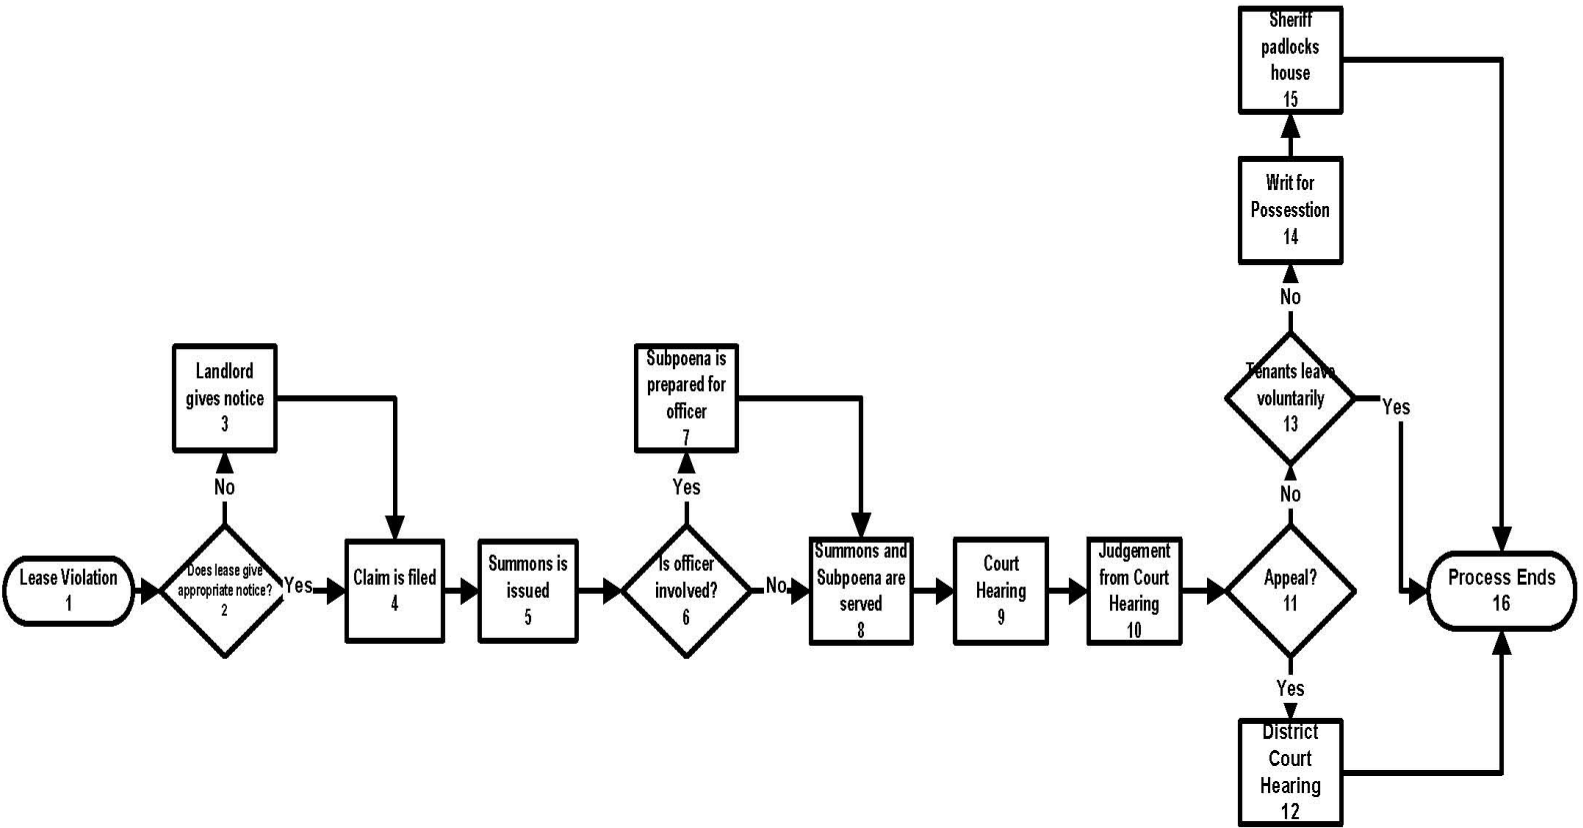 Lease Violation
1
Does lease give
appropriate notice?
2
No
Landlord
gives notice
3
Yes
Claim is filed
4
Summons is
issued
5
Is officer
involved?
6
Yes
Subpoena is
prepared for
officer
7
No
Summons and
Subpoena are
served
8
Court
Hearing
9
Judgement
from Court
Hearing
10
Appeal?
11
Yes
District
Court
Hearing
12
No
Tenants leave
voluntarily
13
No
Writ for
Possesstion
14
Sheriff
padlocks
house
15
Yes
Process Ends
16